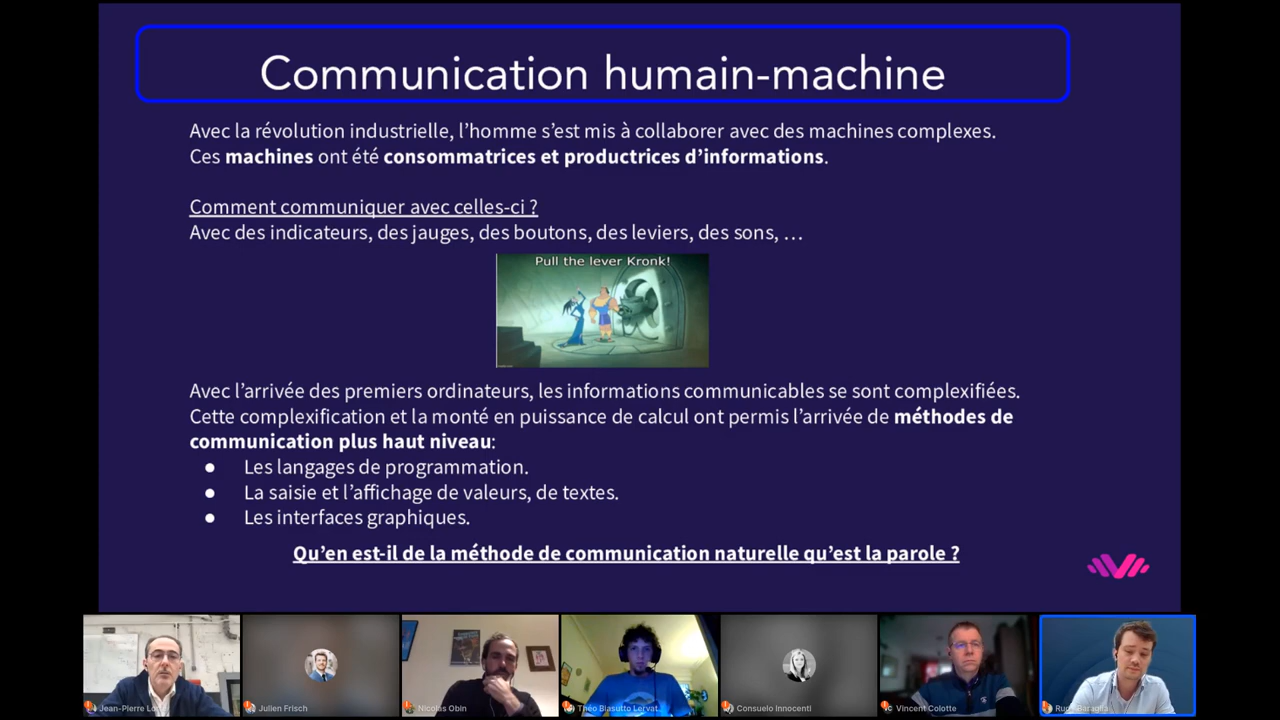 Communication humain-machine
Avec la révolution industrielle, l’homme s’est mis à collaborer avec des machines complexes.
Ces machines ont été consommatrices et productrices d’informations.
Comment communiquer avec celles-ci ?
Avec des indicateurs, des jauges, des boutons, des leviers, des sons, …
Pull the lever Kronk!
Avec l’arrivée des premiers ordinateurs, les informations communicables se sont complexifiées.
Cette complexification et la monté en puissance de calcul ont permis l’arrivée de méthodes de
communication plus haut niveau:
● Les langages de programmation.
● La saisie et l’affichage de valeurs, de textes.
● Les interfaces graphiques.
Qu’en est-il de la méthode de communication naturelle qu’est la parole ?
Jean-Pierre
Julien Frisch
Nicolas Obin
Théo Biasutto Lervat
Consuelo Innocenti
Vincent Colotte